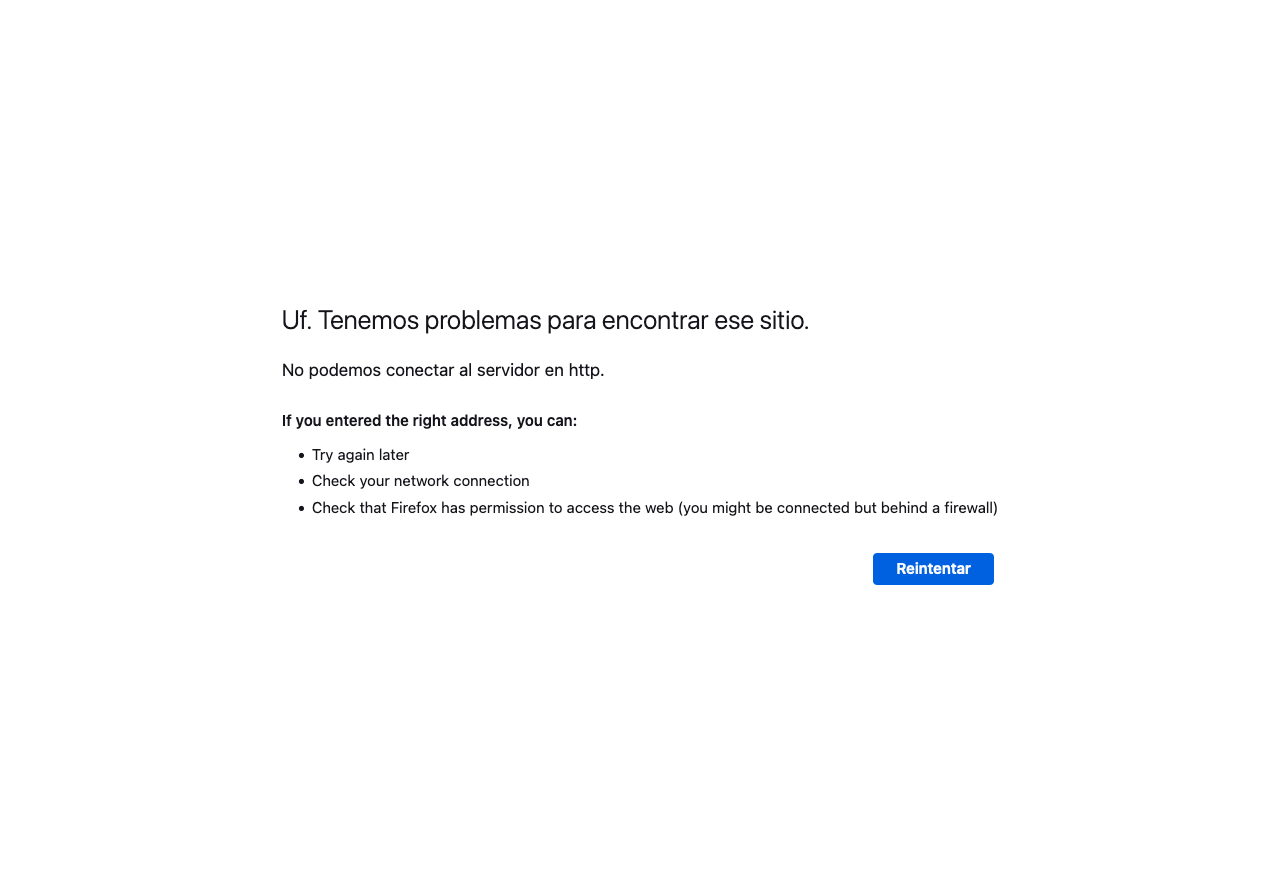 Uf. Tenemos problemas para encontrar ese sitio.
No podemos conectar al servidor en http.
If you entered the right address, you can:
• Try again later
• Check your network connection
• Check that Firefox has permission to access the web (you might be connected but behind a firewall)
Reintentar